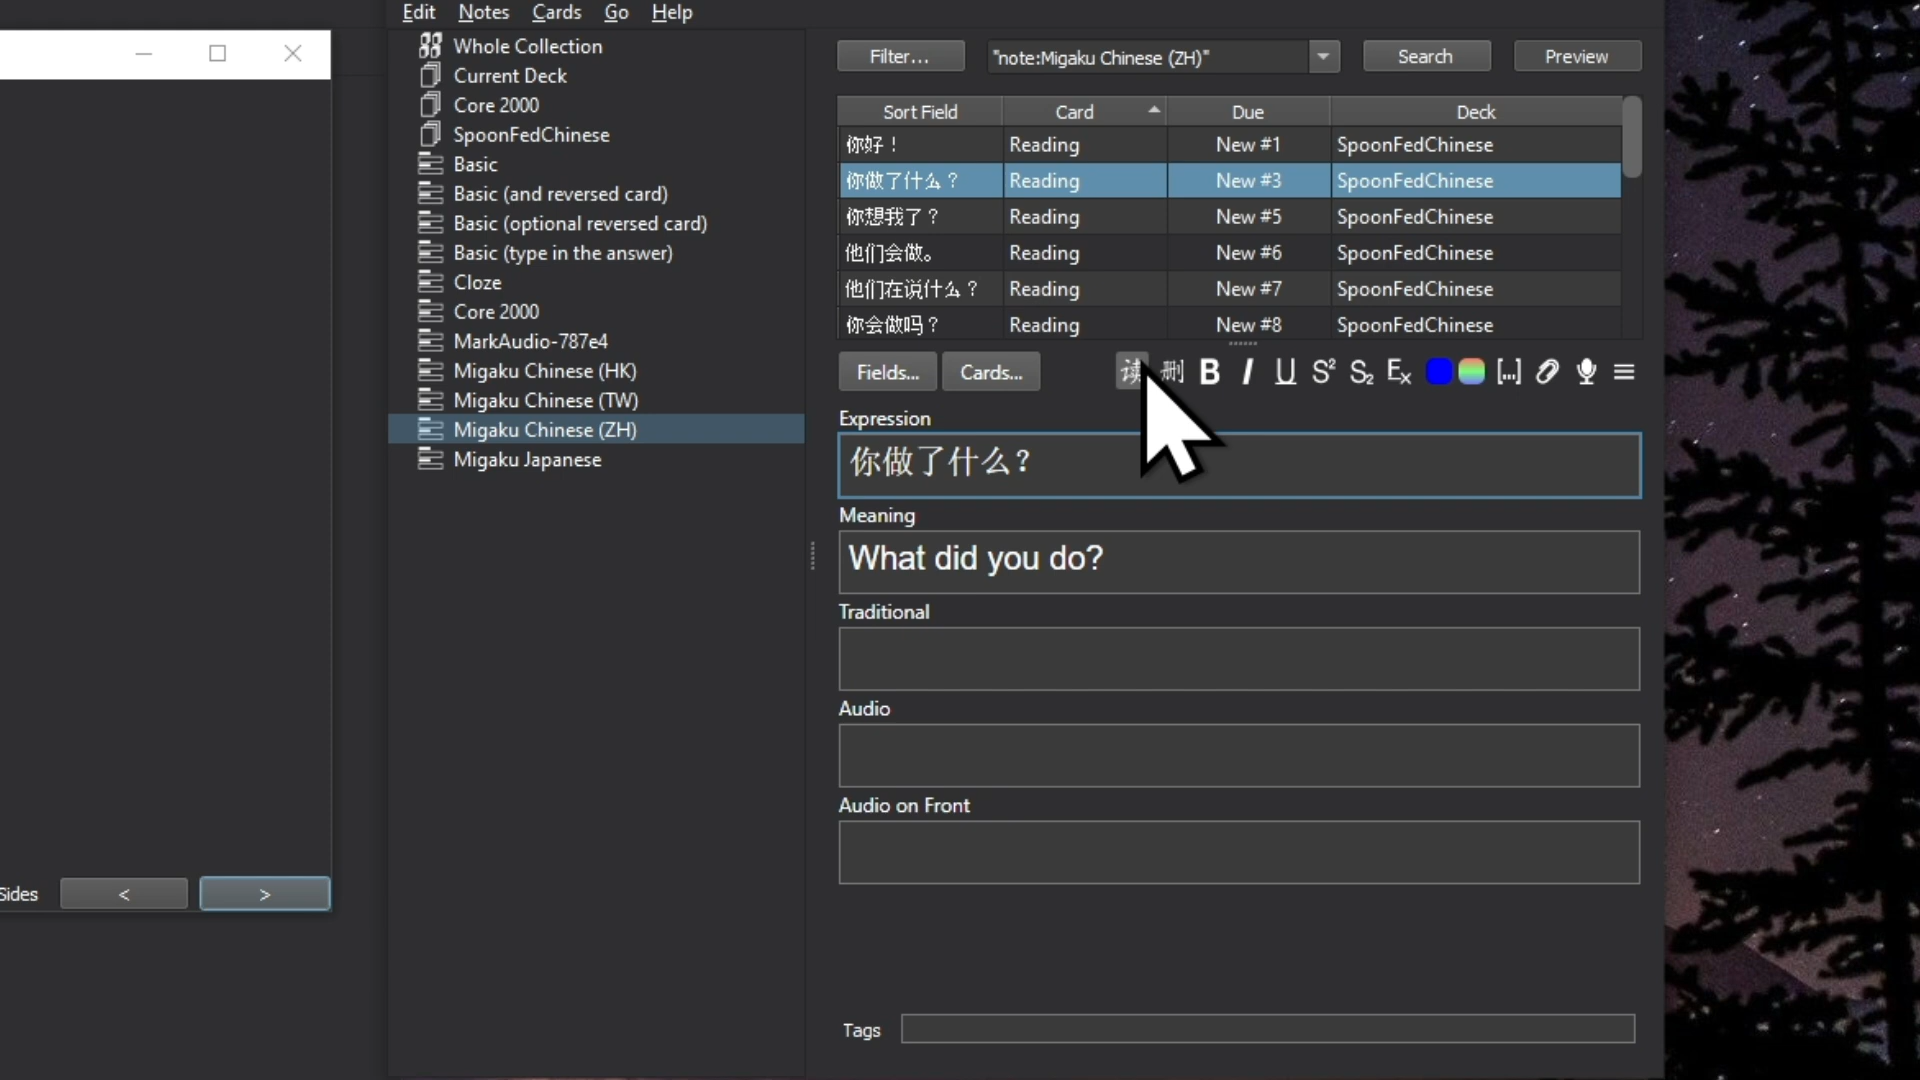 Edit Notes Cards Go Help
Whole Collection
Current Deck
Core 2000
SpoonFedChinese
Basic
Basic (and reversed card)
Basic (optional reversed card)
Basic (type in the answer)
Cloze
Core 2000
MarkAudio-787e4
Migaku Chinese (HK)
Migaku Chinese (TW)
Migaku Chinese (ZH)
Migaku Japanese
Sides < >
Filter... "note:Migaku Chinese (ZH)" Search Preview
Sort Field Card Due Deck
你好！ Reading New #1 SpoonFedChinese
你做了什么？ Reading New #3 SpoonFedChinese
你想我了？ Reading New #5 SpoonFedChinese
他们会做。 Reading New #6 SpoonFedChinese
他们在说什么？ Reading New #7 SpoonFedChinese
你会做吗？ Reading New #8 SpoonFedChinese
Fields... Cards... 读 删 B I U S² S₂ Ex [...]
Expression
你做了什么？
Meaning
What did you do?
Traditional
Audio
Audio on Front
Tags